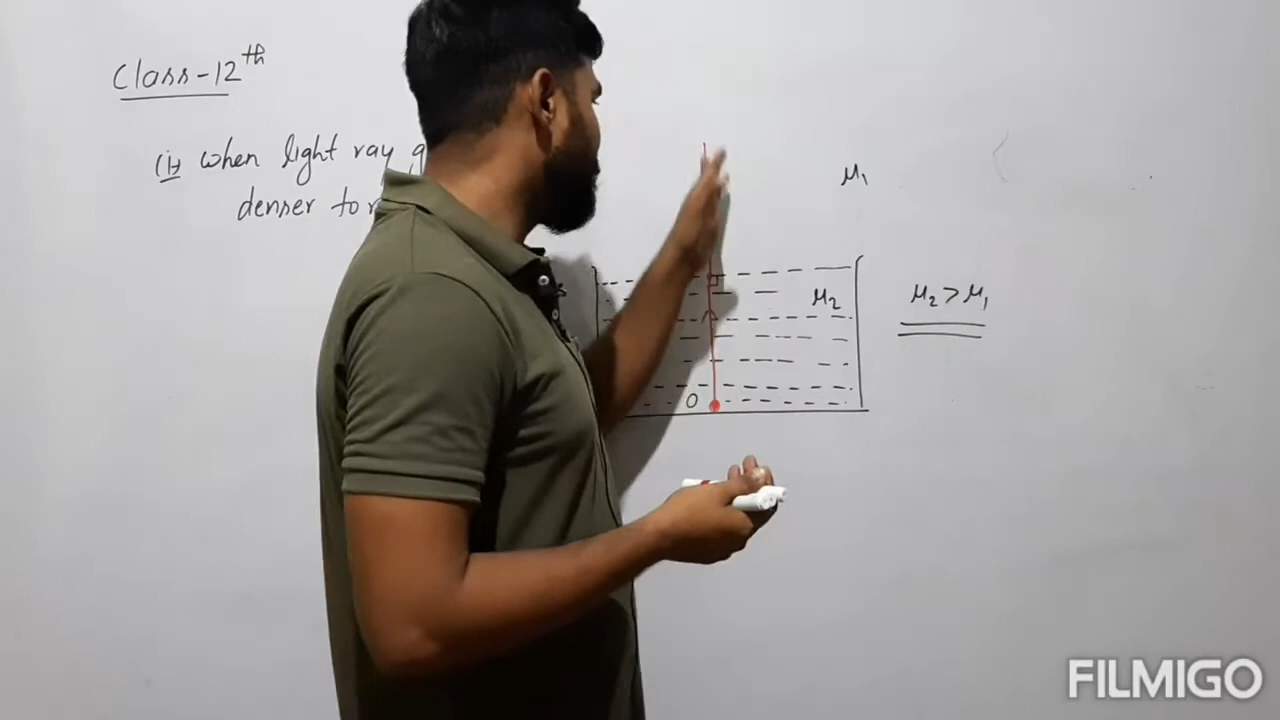 Class-12th
(i) when light ray
denser to
μ1
μ2
μ2 > μ1
O
FILMIGO